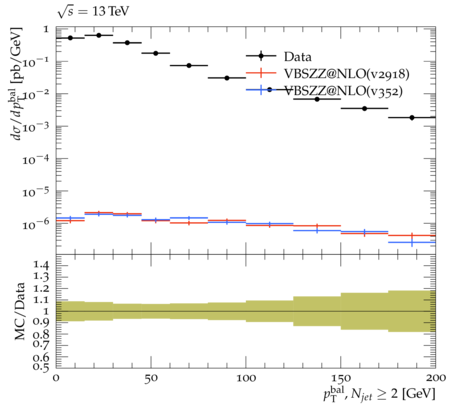 √s = 13 TeV
dσ/dp_T^bal [pb/GeV]
1
10⁻¹
10⁻²
10⁻³
10⁻⁴
10⁻⁵
10⁻⁶
Data
VBSZZ@NLO(v2918)
VBSZZ@NLO(v352)
MC/Data
1.4
1.3
1.2
1.1
1
0.9
0.8
0.7
0.6
0.5
0 50 100 150 200
p_T^bal, N_jet ≥ 2 [GeV]